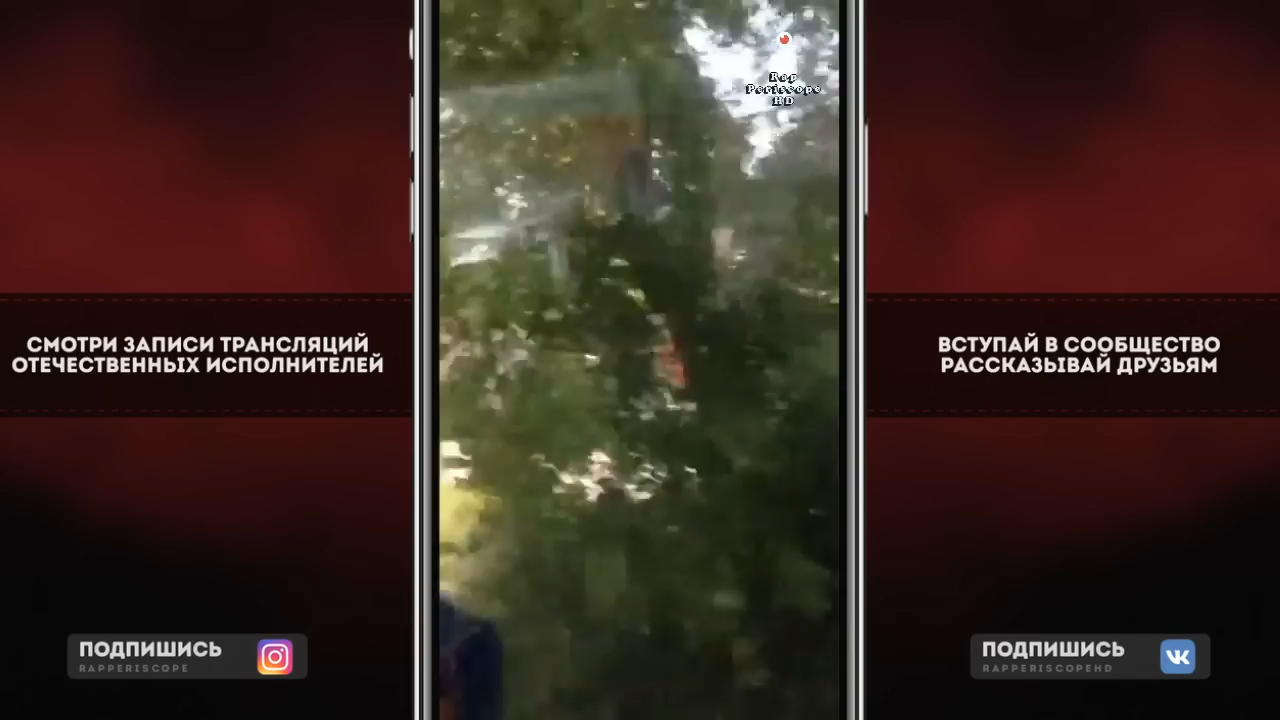 Rap
Periscope
HD
СМОТРИ ЗАПИСИ ТРАНСЛЯЦИЙ
ОТЕЧЕСТВЕННЫХ ИСПОЛНИТЕЛЕЙ
ВСТУПАЙ В СООБЩЕСТВО
РАССКАЗЫВАЙ ДРУЗЬЯМ
ПОДПИШИСЬ
RAPPERISCOPE
ПОДПИШИСЬ
RAPPERISCOPEHD